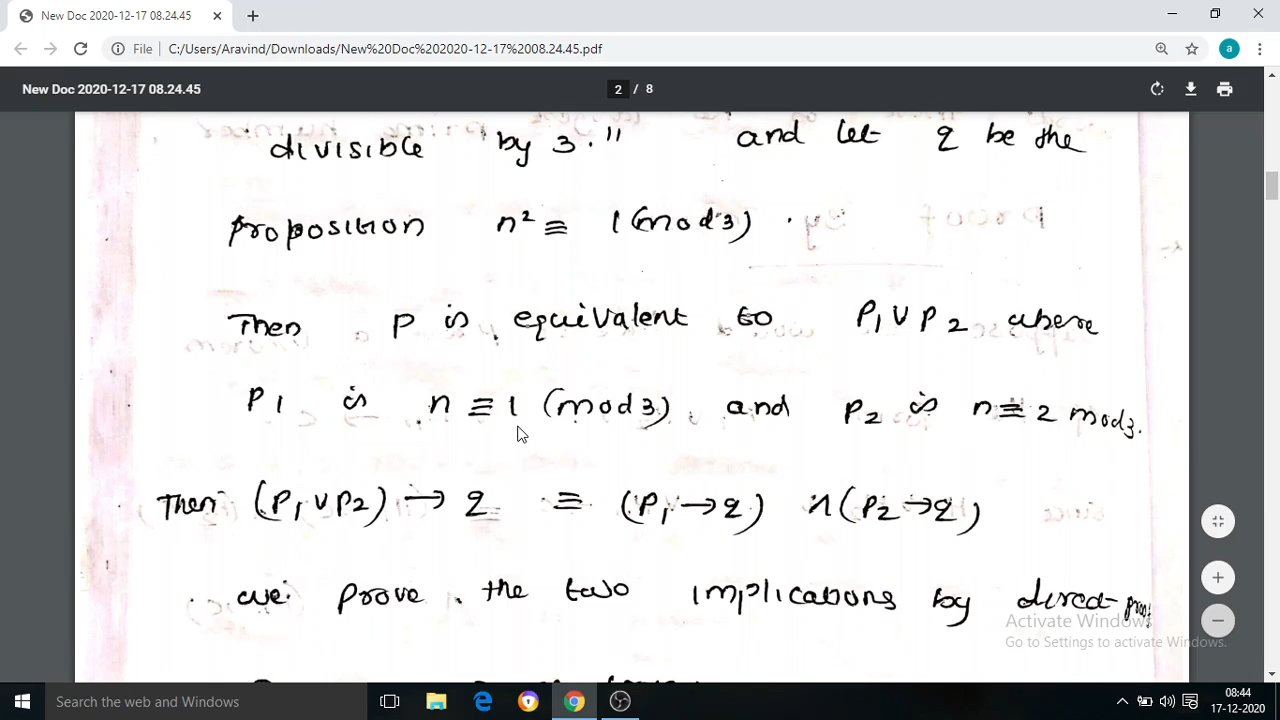 New Doc 2020-12-17 08.24.45
File C:/Users/Aravind/Downloads/New%20Doc%202020-12-17%2008.24.45.pdf
a
New Doc 2020-12-17 08.24.45
2 / 8
divisible by 3." and let q be the
proposition n² ≡ 1(mod 3).
Then p is equivalent to P1 ∨ P2 where
P1 is n ≡ 1 (mod 3) and P2 is n ≡ 2 mod 3.
Then (P1 ∨ P2) → q ≡ (P1 → q) ∧ (P2 → q)
we prove the two implications by direct
Activate Windows
Go to Settings to activate Windows.
Search the web and Windows
08:44
17-12-2020